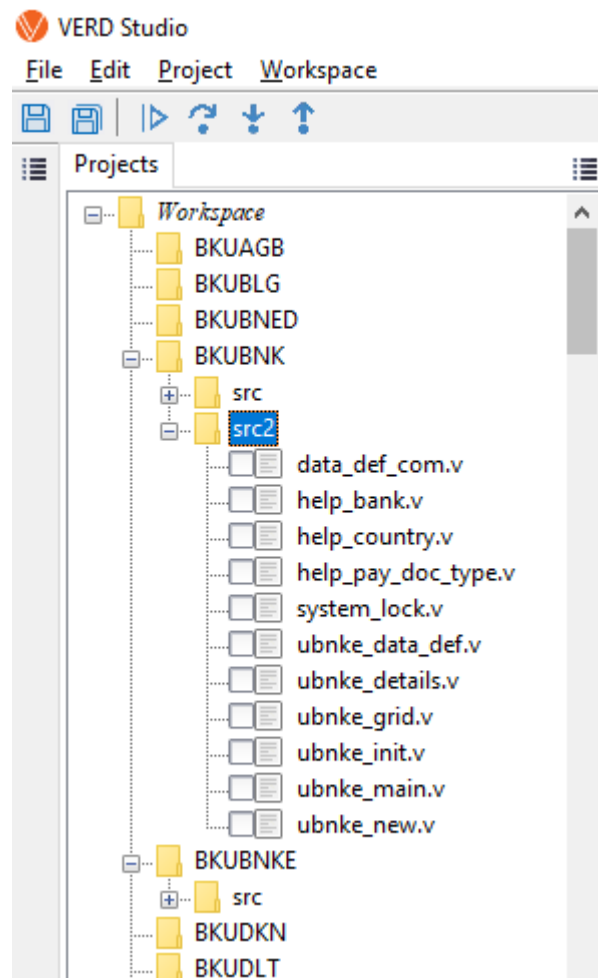 VERD Studio
File Edit Project Workspace
Projects
Workspace
BKUAGB
BKUBLG
BKUBNED
BKUBNK
src
src2
data_def_com.v
help_bank.v
help_country.v
help_pay_doc_type.v
system_lock.v
ubnke_data_def.v
ubnke_details.v
ubnke_grid.v
ubnke_init.v
ubnke_main.v
ubnke_new.v
BKUBNKE
src
BKUDKN
BKUDLT